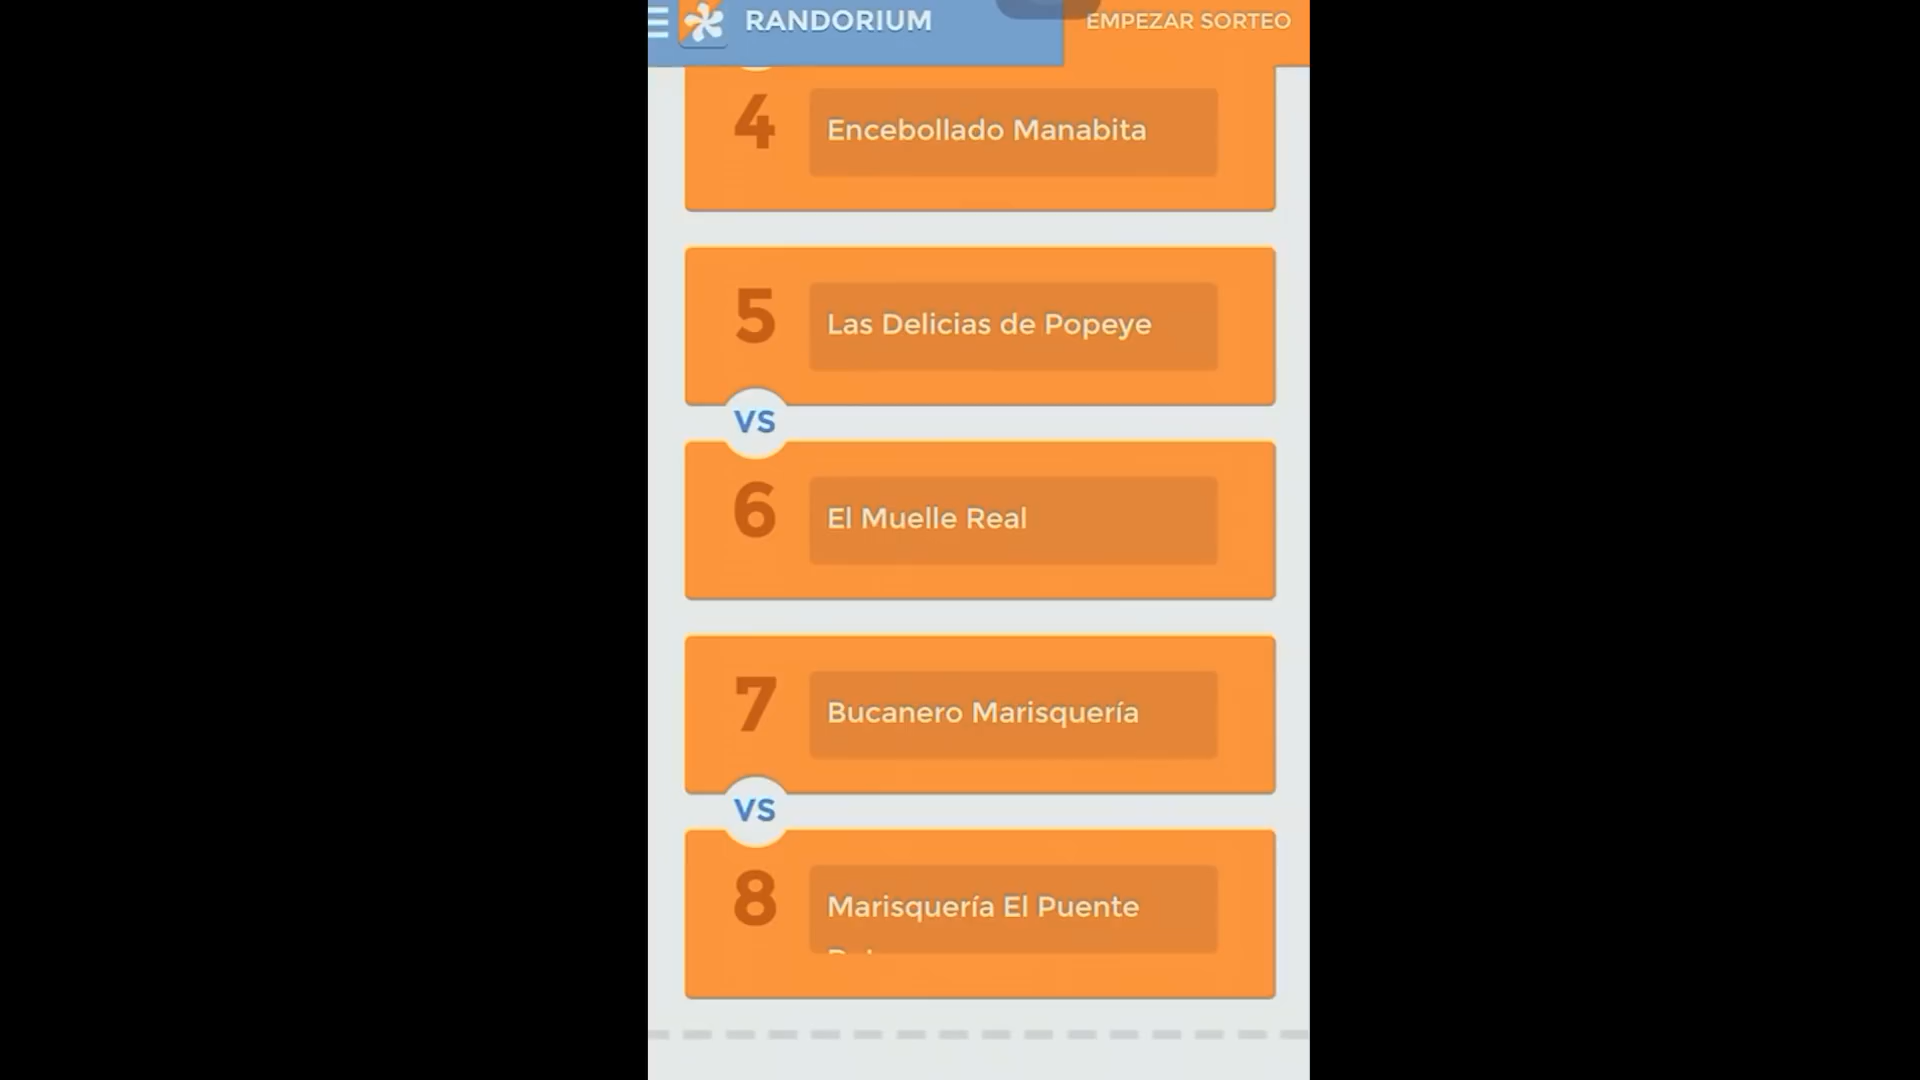 RANDORIUM
EMPEZAR SORTEO
4
Encebollado Manabita
5
Las Delicias de Popeye
VS
6
El Muelle Real
7
Bucanero Marisquería
VS
8
Marisquería El Puente